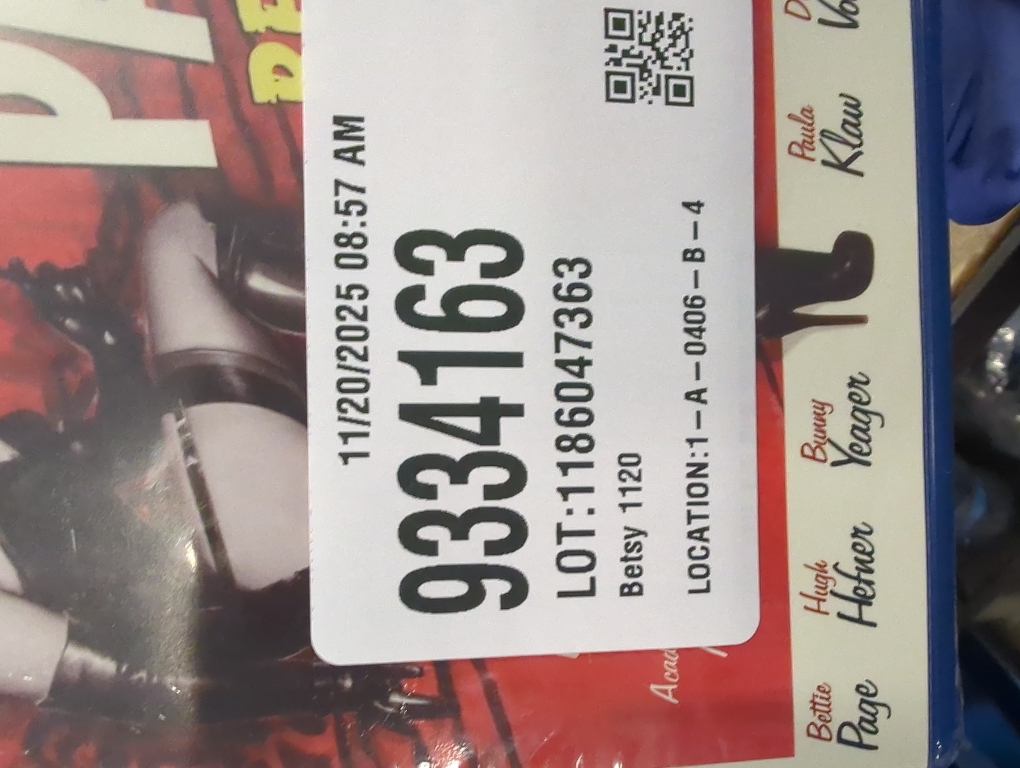 11/20/2025 08:57 AM
9334163
LOT:1186047363
Betsy 1120
LOCATION:1-A-0406-B-4
Bettie Page
Hugh Hefner
Bunny Yeager
Paula Klaw